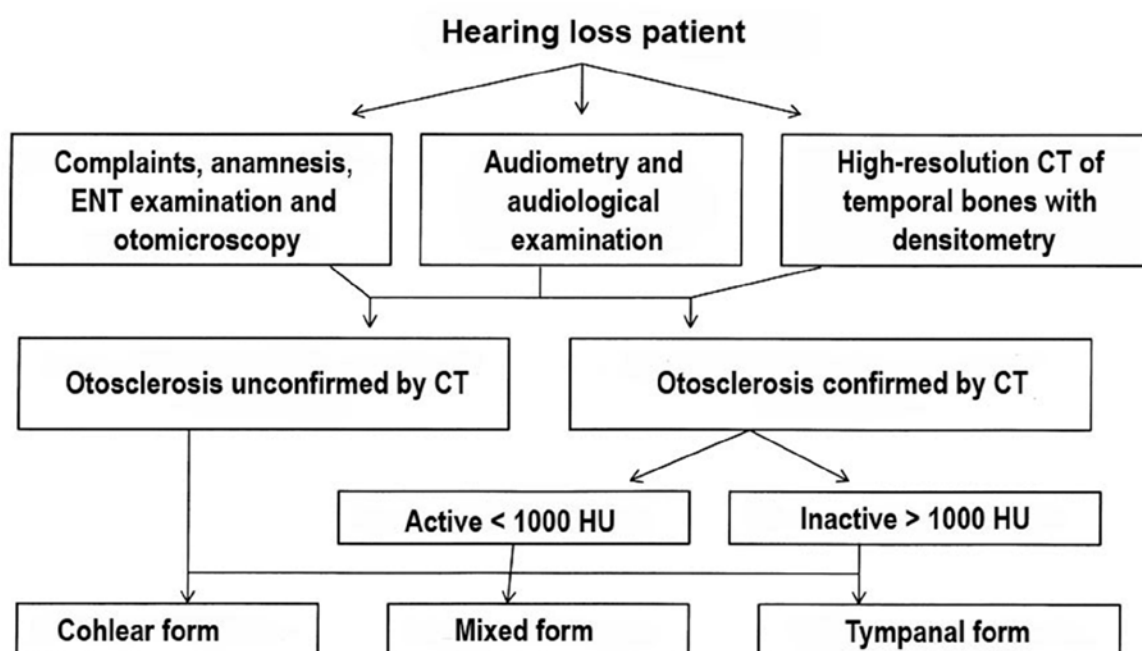 Hearing loss patient
Complaints, anamnesis,
ENT examination and
otomicroscopy
Audiometry and
audiological
examination
High-resolution CT of
temporal bones with
densitometry
Otosclerosis unconfirmed by CT
Otosclerosis confirmed by CT
Active < 1000 HU
Inactive > 1000 HU
Cohlear form
Mixed form
Tympanal form